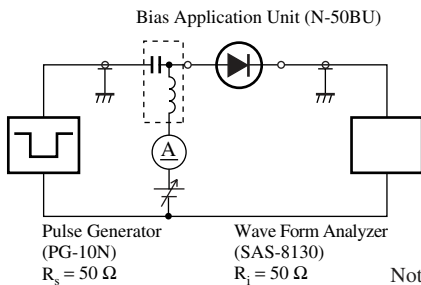 Bias Application Unit (N-50BU)
A
Pulse Generator
(PG-10N)
Rs = 50 Ω
Wave Form Analyzer
(SAS-8130)
Ri = 50 Ω
Not